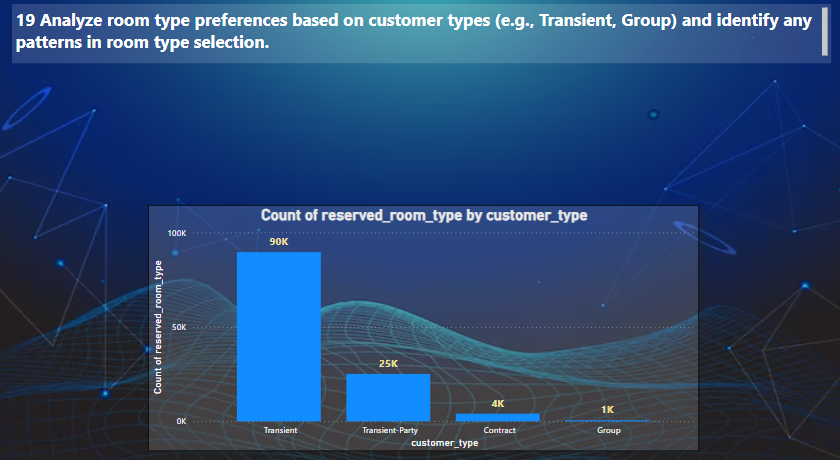 19 Analyze room type preferences based on customer types (e.g., Transient, Group) and identify any
patterns in room type selection.
Count of reserved_room_type by customer_type
Count of reserved_room_type
100K
50K
0K
90K
25K
4K
1K
Transient
Transient-Party
Contract
Group
customer_type